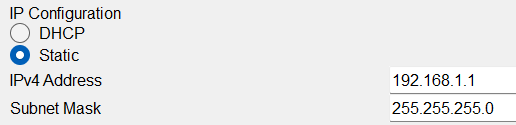 IP Configuration
DHCP
Static
IPv4 Address 192.168.1.1
Subnet Mask 255.255.255.0